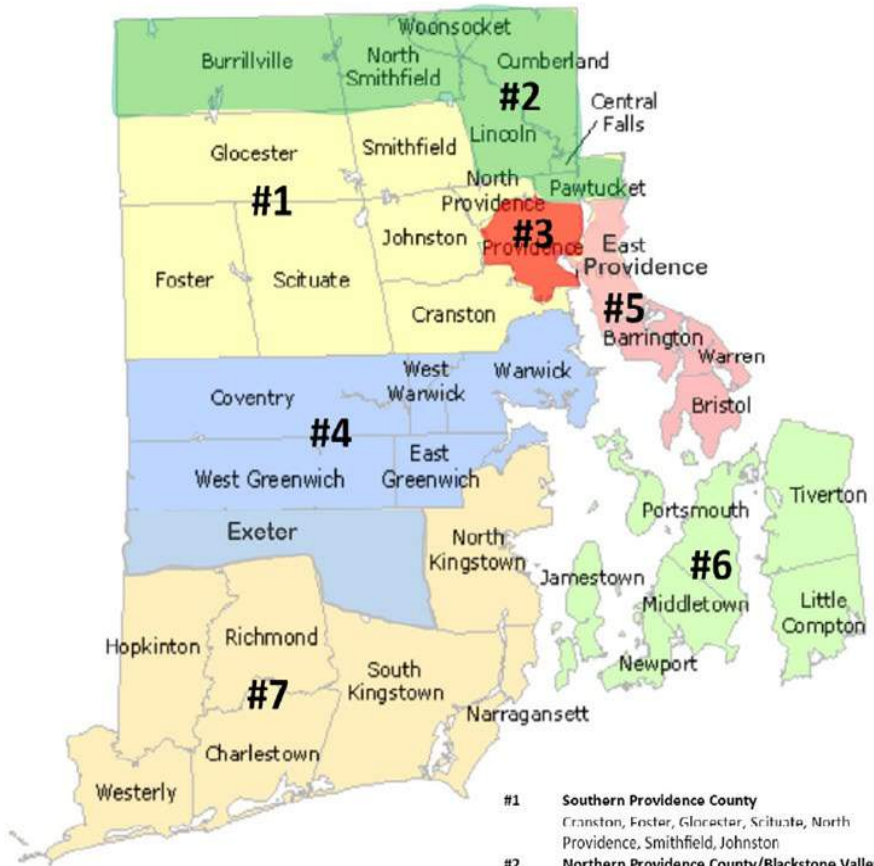 Woonsocket
Burrillville
North
Smithfield
Cumberland
#2
Central
Falls
Lincoln
Glocester
Smithfield
North
Providence
Pawtucket
#1
Johnston
#3
Providence
East
Providence
Foster
Scituate
Cranston
#5
Barrington
Warren
Bristol
West
Warwick
Warwick
Coventry
#4
West Greenwich
East
Greenwich
Exeter
North
Kingstown
Portsmouth
Tiverton
Jamestown
#6
Middletown
Little
Compton
Newport
Hopkinton
Richmond
South
Kingstown
#7
Narragansett
Charlestown
Westerly
#1 Southern Providence County
Cranston, Foster, Glocester, Scituate, North
Providence, Smithfield, Johnston
#2 Northern Providence County/Blackstone Valle